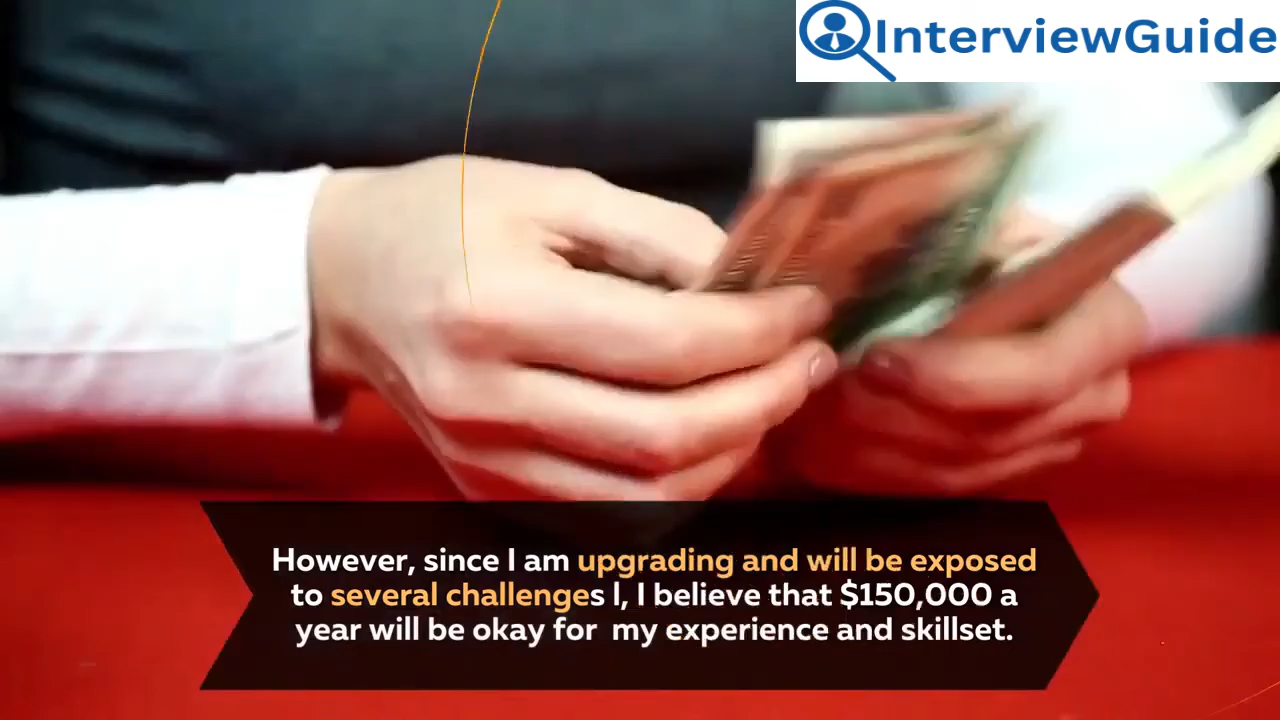 InterviewGuide
However, since I am upgrading and will be exposed
to several challenges l, I believe that $150,000 a
year will be okay for my experience and skillset.